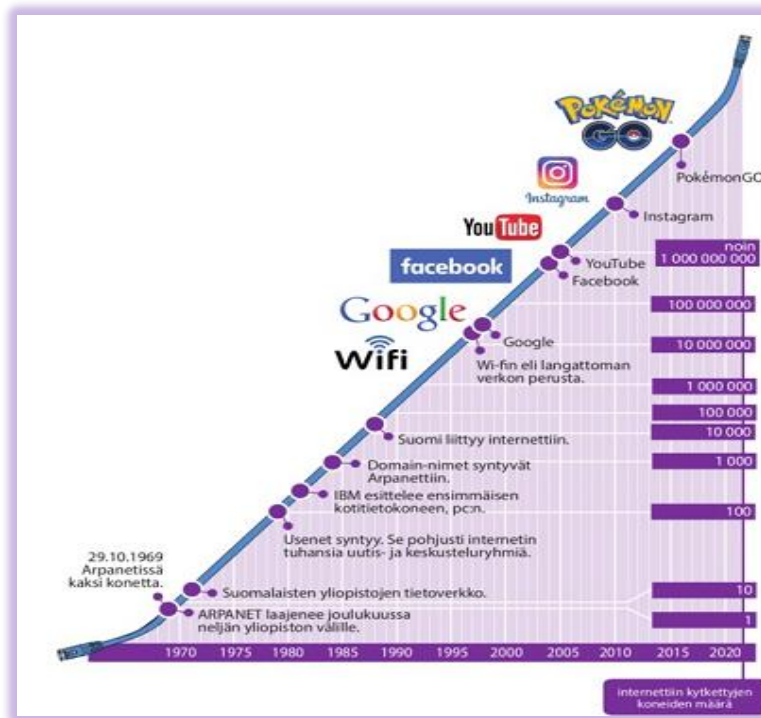 POKéMON
GO
PokémonGO
Instagram
Instagram
You Tube
noin
1 000 000 000
YouTube
facebook
Facebook
100 000 000
Google
Google
10 000 000
Wifi
Wi-fin eli langattoman
verkon perusta.
1 000 000
100 000
Suomi liittyy internettiin.
10 000
Domain-nimet syntyvät
Arpanettiin.
1 000
IBM esittelee ensimmäisen
kotitietokoneen, pc:n.
100
Usenet syntyy. Se pohjusti internetin
tuhansia uutis- ja keskusteluryhmiä.
29.10.1969
Arpanetissä
kaksi konetta.
Suomalaisten yliopistojen tietoverkko.
10
ARPANET laajenee joulukuussa
neljän yliopiston välille.
1
1970 1975 1980 1985 1990 1995 2000 2005 2010 2015 2020
internettiin kytkettyjen
koneiden määrä